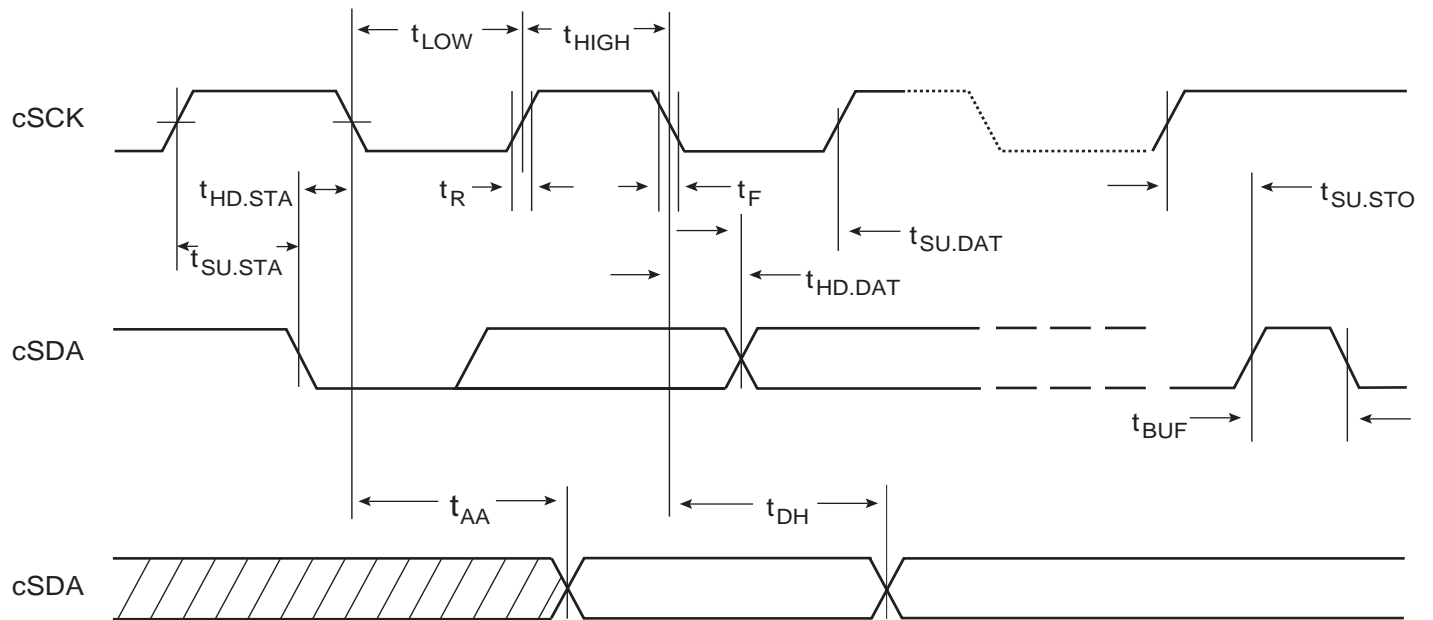 tLOW
tHIGH
cSCK
tHD.STA
tR
tF
tSU.STO
tSU.STA
tSU.DAT
tHD.DAT
cSDA
tBUF
tAA
tDH
cSDA